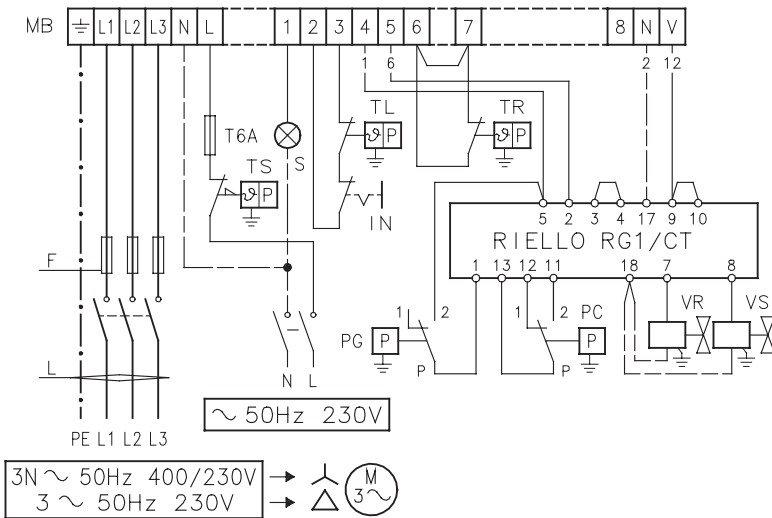 MB L1 L2 L3 N L 1 2 3 4 5 6 7 8 N V
1 6 2 12
T6A TL TR
ϑ P ϑ P
TS S
ϑ P
IN
5 2 3 4 17 9 10
RIELLO RG1/CT
F
1 13 12 11 18 7 8
1 2 1 2 VR VS
PG P PC P
L
P P
N L
~ 50Hz 230V
PE L1 L2 L3
3N ~ 50Hz 400/230V
3 ~ 50Hz 230V
M
3~